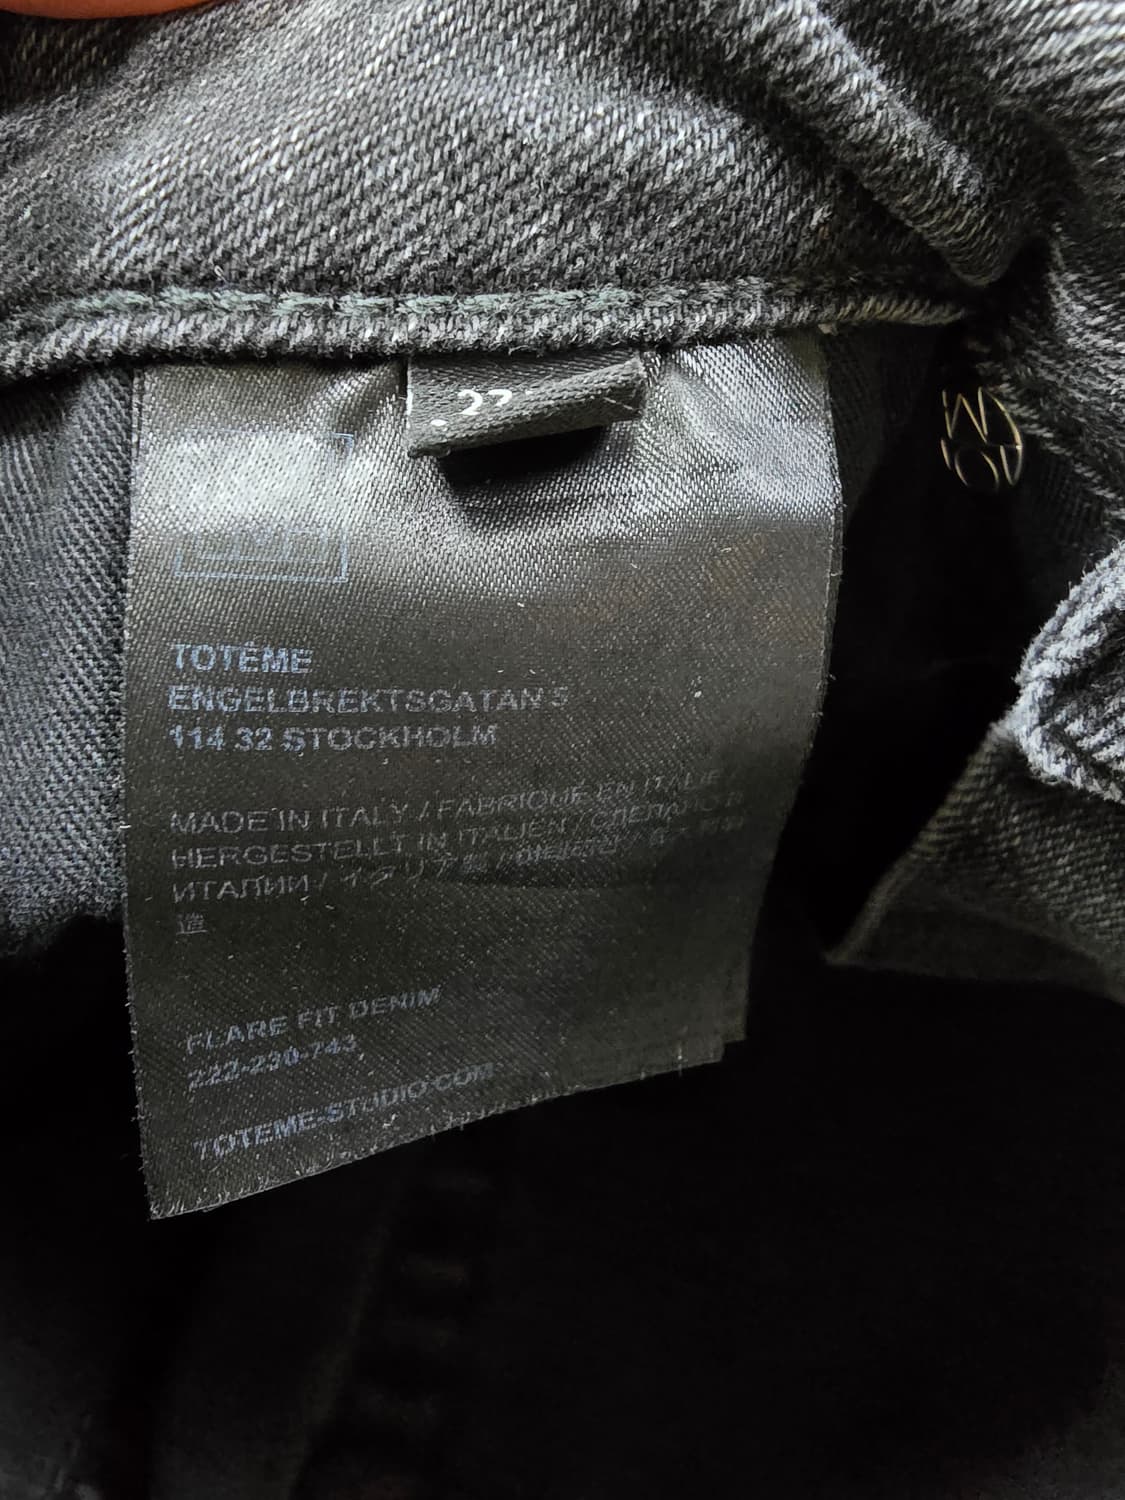 TOTÊME
ENGELBREKTSGATAN 5
114 32 STOCKHOLM
MADE IN ITALY / FABRIQUÉ EN ITALIE
HERGESTELLT IN ITALIEN / СДЕЛАНО В
ИТАЛИИ / イタリア製 /
造
FLARE FIT DENIM
222-230-743
TOTEME-STUDIO.COM